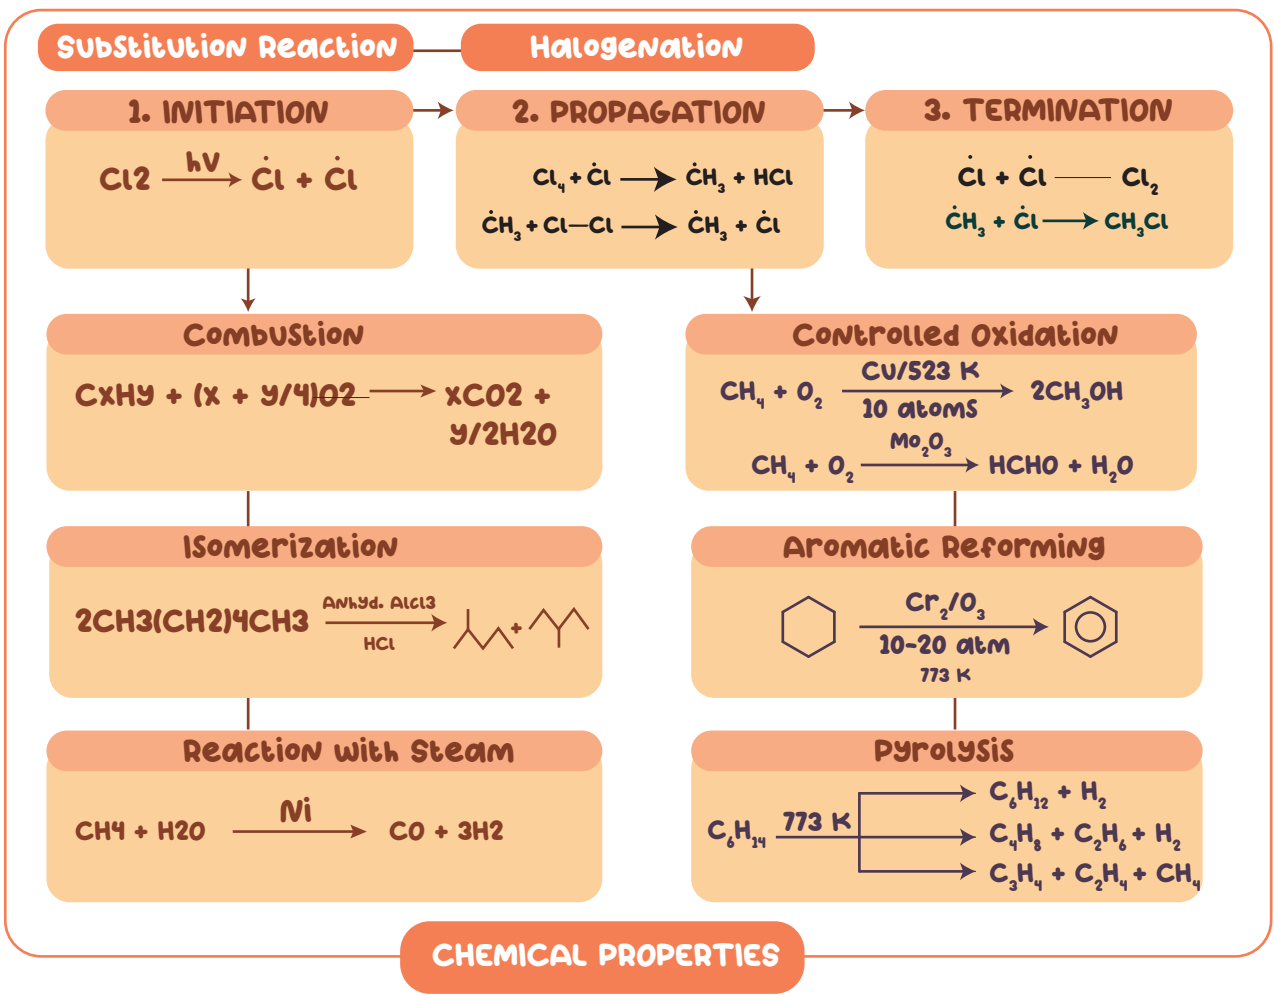 Substitution Reaction
Halogenation
1. INITIATION
Cl2 hV Ċl + Ċl
2. PROPAGATION
Cl₄ + Ċl → ĊH₃ + HCl
ĊH₃ + Cl—Cl → ĊH₃ + Ċl
3. TERMINATION
Ċl + Ċl — Cl₂
ĊH₃ + Ċl → CH₃Cl
Combustion
CxHy + (x + y/4)O2 → xCO2 +
y/2H2O
Controlled Oxidation
Cu/523 K
CH₄ + O₂ → 2CH₃OH
10 atoms
Mo₂O₃
CH₄ + O₂ → HCHO + H₂O
Isomerization
Anhyd. Alcl3
2CH3(CH2)4CH3 → +
HCl
Aromatic Reforming
Cr₂/O₃
10-20 atm
773 K
Reaction with Steam
Ni
CH4 + H2O → CO + 3H2
Pyrolysis
C₆H₁₄ 773 K
C₆H₁₂ + H₂
C₄H₈ + C₂H₆ + H₂
C₃H₄ + C₂H₄ + CH₄
CHEMICAL PROPERTIES